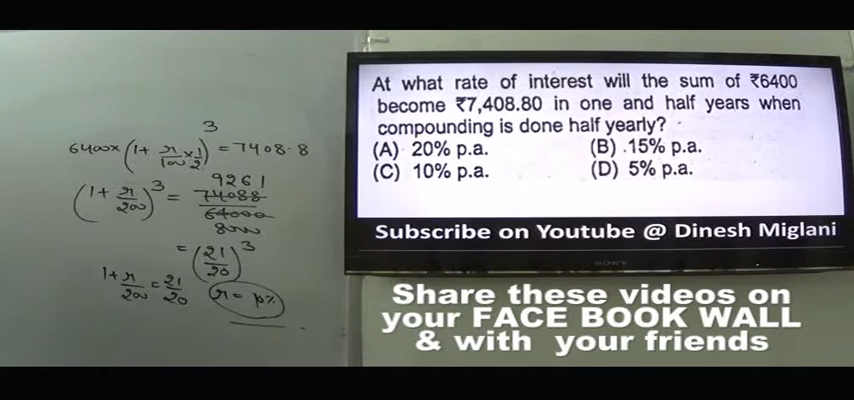 6400×(1+ r/100 ×1/2)³ =7408.8
(1+ r/200)³ = 9261
74088
64000
8000
= (21/20)³
1+r/200 = 21/20 r= 10%
At what rate of interest will the sum of ₹6400
become ₹7,408.80 in one and half years when
compounding is done half yearly?
(A) 20% p.a. (B) 15% p.a.
(C) 10% p.a. (D) 5% p.a.
Subscribe on Youtube @ Dinesh Miglani
SONY
Share these videos on
your FACE BOOK WALL
& with your friends